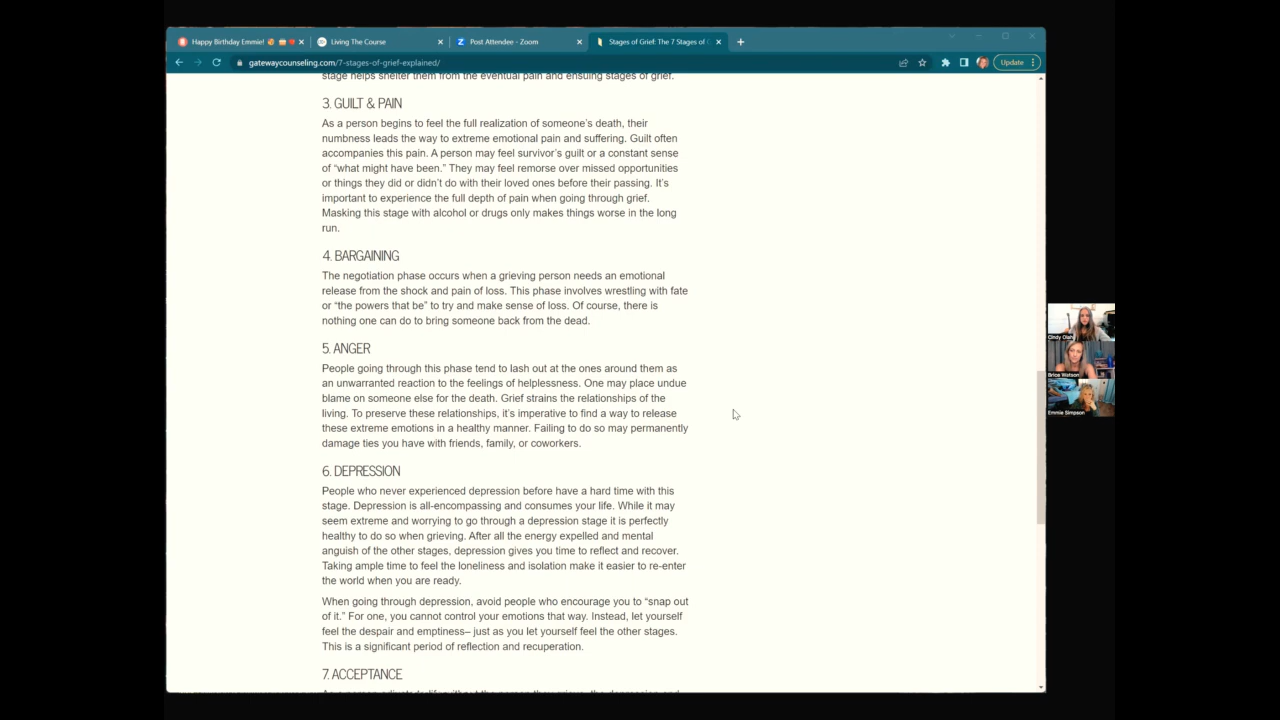 Happy Birthday Emmie!
Living The Course
Post Attendee - Zoom
Stages of Grief: The 7 Stages of G
gatewaycounseling.com/7-stages-of-grief-explained/
Update
stage helps shelter them from the eventual pain and ensuing stages of grief.
3. GUILT & PAIN
As a person begins to feel the full realization of someone's death, their
numbness leads the way to extreme emotional pain and suffering. Guilt often
accompanies this pain. A person may feel survivor's guilt or a constant sense
of "what might have been." They may feel remorse over missed opportunities
or things they did or didn't do with their loved ones before their passing. It's
important to experience the full depth of pain when going through grief.
Masking this stage with alcohol or drugs only makes things worse in the long
run.
4. BARGAINING
The negotiation phase occurs when a grieving person needs an emotional
release from the shock and pain of loss. This phase involves wrestling with fate
or "the powers that be" to try and make sense of loss. Of course, there is
nothing one can do to bring someone back from the dead.
5. ANGER
People going through this phase tend to lash out at the ones around them as
an unwarranted reaction to the feelings of helplessness. One may place undue
blame on someone else for the death. Grief strains the relationships of the
living. To preserve these relationships, it's imperative to find a way to release
these extreme emotions in a healthy manner. Failing to do so may permanently
damage ties you have with friends, family, or coworkers.
6. DEPRESSION
People who never experienced depression before have a hard time with this
stage. Depression is all-encompassing and consumes your life. While it may
seem extreme and worrying to go through a depression stage it is perfectly
healthy to do so when grieving. After all the energy expelled and mental
anguish of the other stages, depression gives you time to reflect and recover.
Taking ample time to feel the loneliness and isolation make it easier to re-enter
the world when you are ready.
When going through depression, avoid people who encourage you to "snap out
of it." For one, you cannot control your emotions that way. Instead, let yourself
feel the despair and emptiness– just as you let yourself feel the other stages.
This is a significant period of reflection and recuperation.
7. ACCEPTANCE
Cindy
Brice Watson
Emmie Simpson